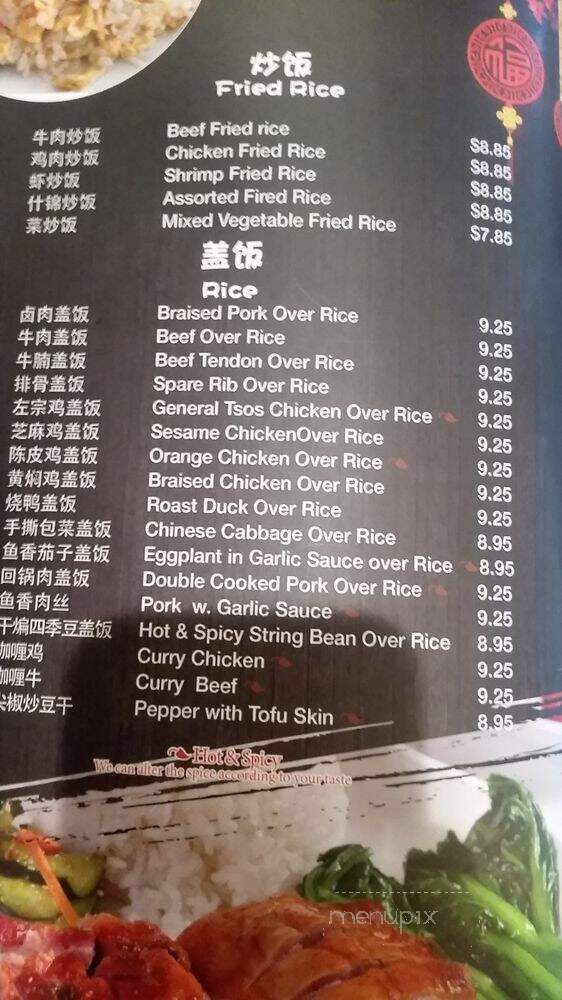 炒饭
Fried Rice
福
牛肉炒饭 Beef Fried rice $8.85
鸡肉炒饭 Chicken Fried Rice $8.85
虾炒饭 Shrimp Fried Rice $8.85
什锦炒饭 Assorted Fired Rice $8.85
菜炒饭 Mixed Vegetable Fried Rice $7.85
盖饭
Rice
卤肉盖饭 Braised Pork Over Rice 9.25
牛肉盖饭 Beef Over Rice 9.25
牛腩盖饭 Beef Tendon Over Rice 9.25
排骨盖饭 Spare Rib Over Rice 9.25
左宗鸡盖饭 General Tsos Chicken Over Rice 9.25
芝麻鸡盖饭 Sesame ChickenOver Rice 9.25
陈皮鸡盖饭 Orange Chicken Over Rice 9.25
黄焖鸡盖饭 Braised Chicken Over Rice 9.25
烧鸭盖饭 Roast Duck Over Rice 9.25
手撕包菜盖饭 Chinese Cabbage Over Rice 8.95
鱼香茄子盖饭 Eggplant in Garlic Sauce over Rice 8.95
回锅肉盖饭 Double Cooked Pork Over Rice 9.25
鱼香肉丝 Pork w. Garlic Sauce 9.25
干煸四季豆盖饭 Hot & Spicy String Bean Over Rice 8.95
咖喱鸡 Curry Chicken 9.25
咖喱牛 Curry Beef 9.25
尖椒炒豆干 Pepper with Tofu Skin 8.95
Hot & Spicy
We can alter the spice according to your taste
menupix